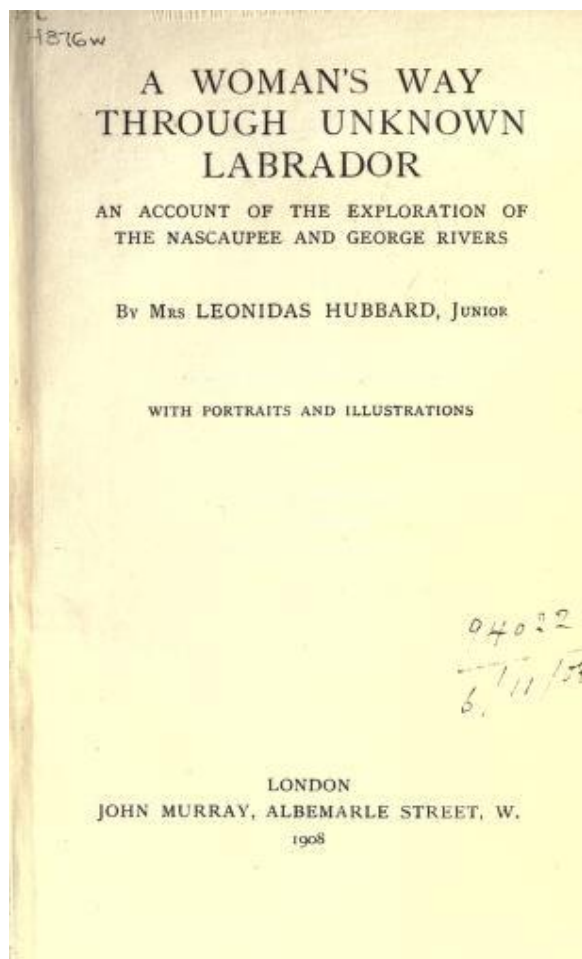 H876w
A WOMAN'S WAY
THROUGH UNKNOWN
LABRADOR
AN ACCOUNT OF THE EXPLORATION OF
THE NASCAUPEE AND GEORGE RIVERS
BY MRS LEONIDAS HUBBARD, JUNIOR
WITH PORTRAITS AND ILLUSTRATIONS
94022
LONDON
JOHN MURRAY, ALBEMARLE STREET, W.
1908